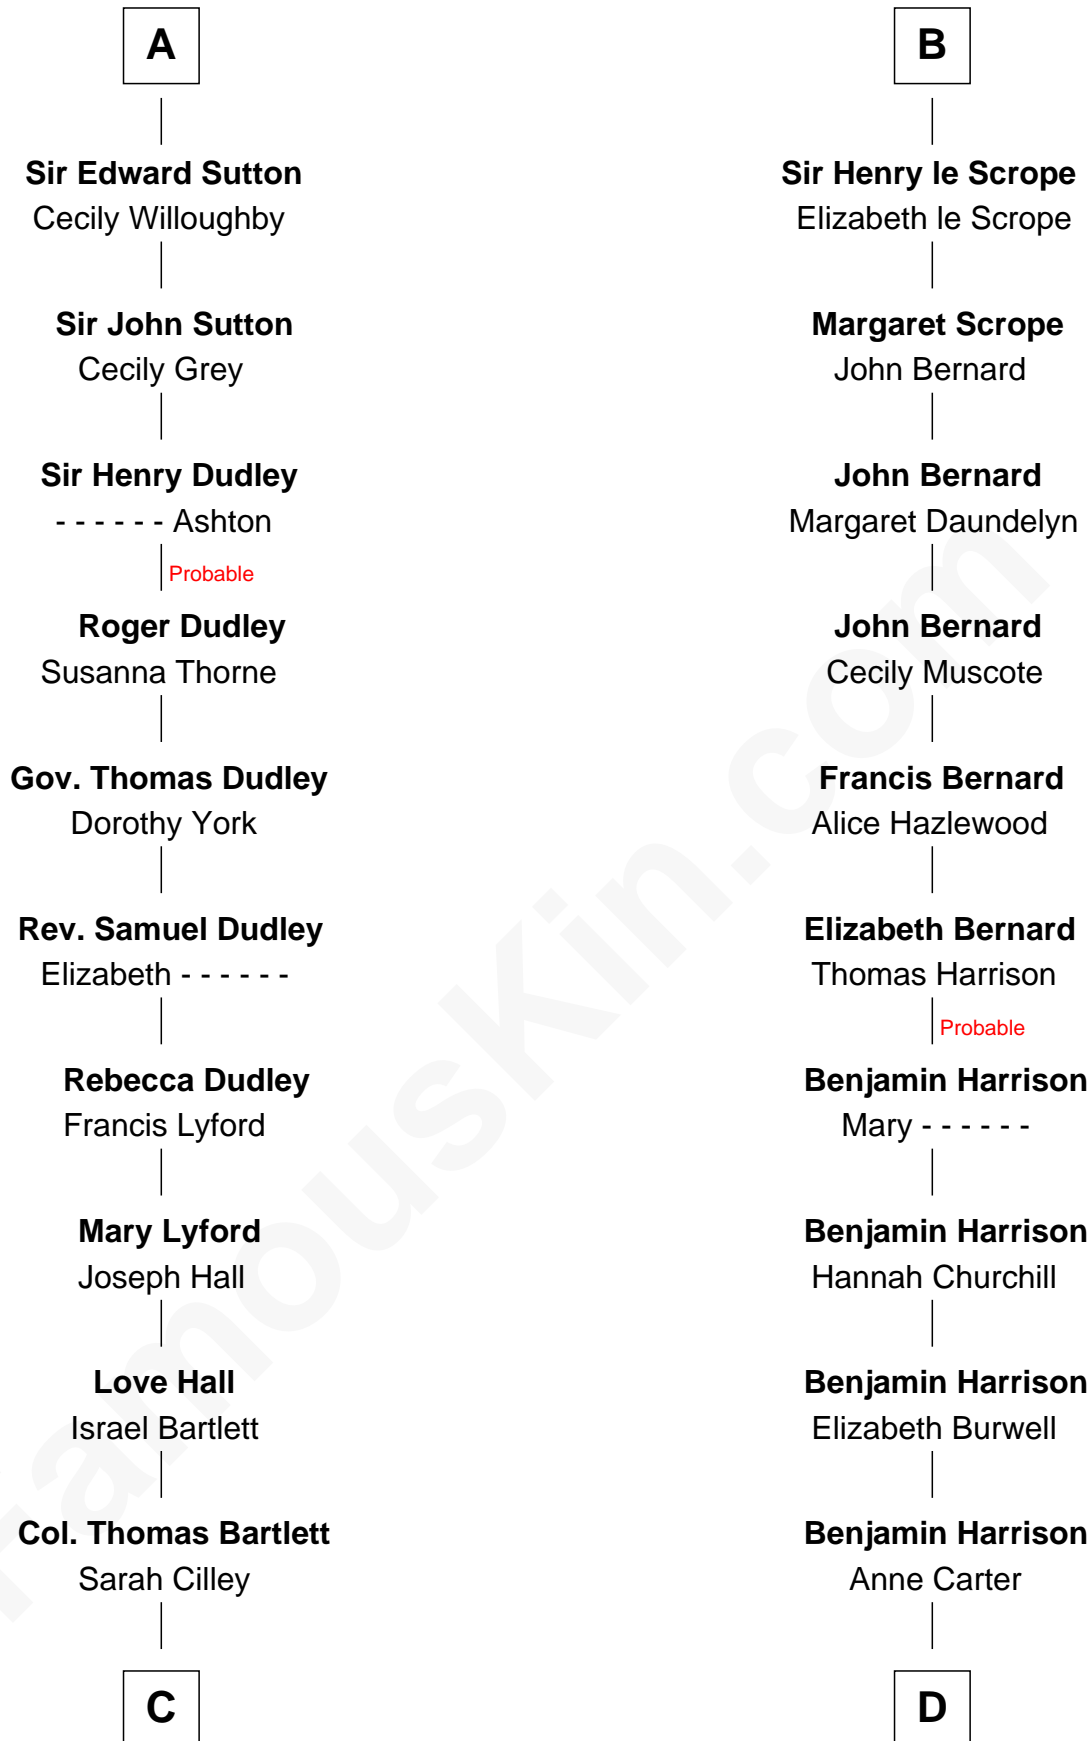 A
Sir Edward Sutton
Cecily Willoughby
Sir John Sutton
Cecily Grey
Sir Henry Dudley
- - - - - - Ashton
Probable
Roger Dudley
Susanna Thorne
Gov. Thomas Dudley
Dorothy York
Rev. Samuel Dudley
Elizabeth - - - - - -
Rebecca Dudley
Francis Lyford
Mary Lyford
Joseph Hall
Love Hall
Israel Bartlett
Col. Thomas Bartlett
Sarah Cilley
C
B
Sir Henry le Scrope
Elizabeth le Scrope
Margaret Scrope
John Bernard
John Bernard
Margaret Daundelyn
John Bernard
Cecily Muscote
Francis Bernard
Alice Hazlewood
Elizabeth Bernard
Thomas Harrison
Probable
Benjamin Harrison
Mary - - - - - -
Benjamin Harrison
Hannah Churchill
Benjamin Harrison
Elizabeth Burwell
Benjamin Harrison
Anne Carter
D
FamousKin.com